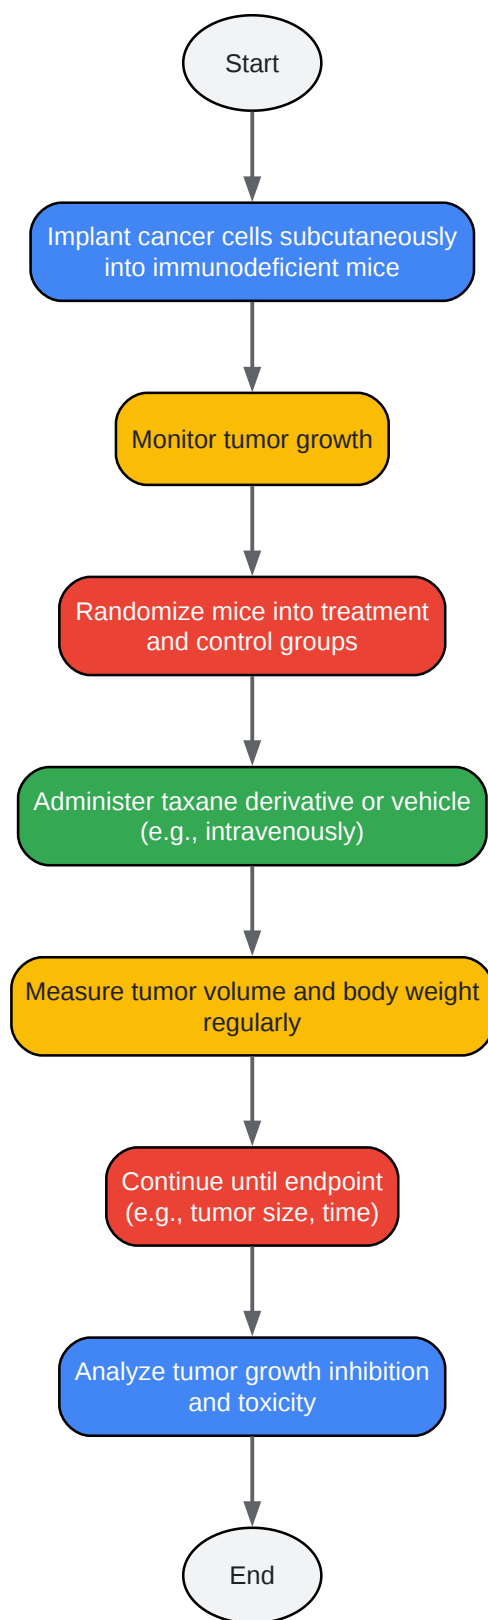 Start
Implant cancer cells subcutaneously
into immunodeficient mice
Monitor tumor growth
Randomize mice into treatment
and control groups
Administer taxane derivative or vehicle
(e.g., intravenously)
Measure tumor volume and body weight
regularly
Continue until endpoint
(e.g., tumor size, time)
Analyze tumor growth inhibition
and toxicity
End